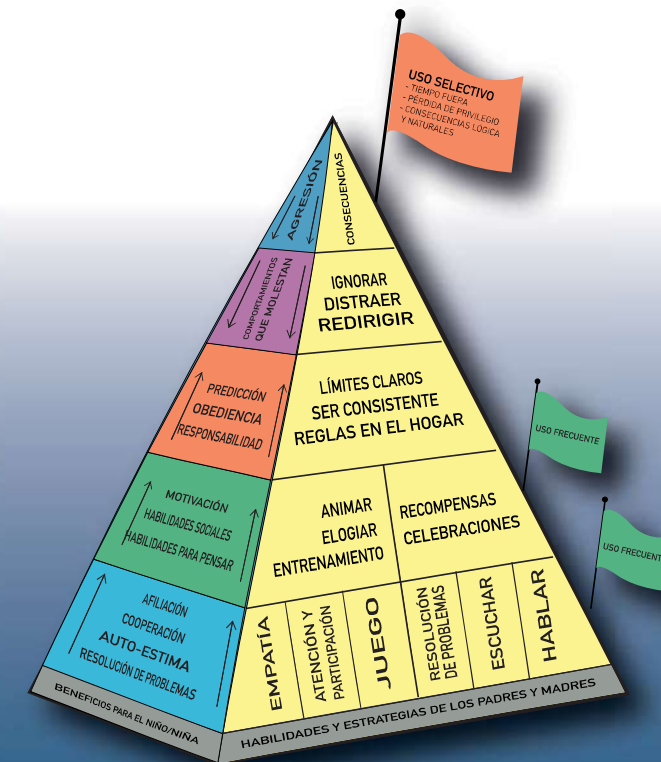 USO SELECTIVO
- TIEMPO FUERA
- PÉRDIDA DE PRIVILEGIO
- CONSECUENCIAS LÓGICA
Y NATURALES
AGRESIÓN
CONSECUENCIAS
COMPORTAMIENTOS
QUE MOLESTAN
IGNORAR
DISTRAER
REDIRIGIR
PREDICCIÓN
OBEDIENCIA
RESPONSABILIDAD
LÍMITES CLAROS
SER CONSISTENTE
REGLAS EN EL HOGAR
USO FRECUENTE
MOTIVACIÓN
HABILIDADES SOCIALES
HABILIDADES PARA PENSAR
ANIMAR
ELOGIAR
ENTRENAMIENTO
RECOMPENSAS
CELEBRACIONES
USO FRECUENTE
AFILIACIÓN
COOPERACIÓN
AUTO-ESTIMA
RESOLUCIÓN DE PROBLEMAS
EMPATÍA
ATENCIÓN Y
PARTICIPACIÓN
JUEGO
RESOLUCIÓN
DE PROBLEMAS
ESCUCHAR
HABLAR
BENEFICIOS PARA EL NIÑO/NIÑA
HABILIDADES Y ESTRATEGIAS DE LOS PADRES Y MADRES